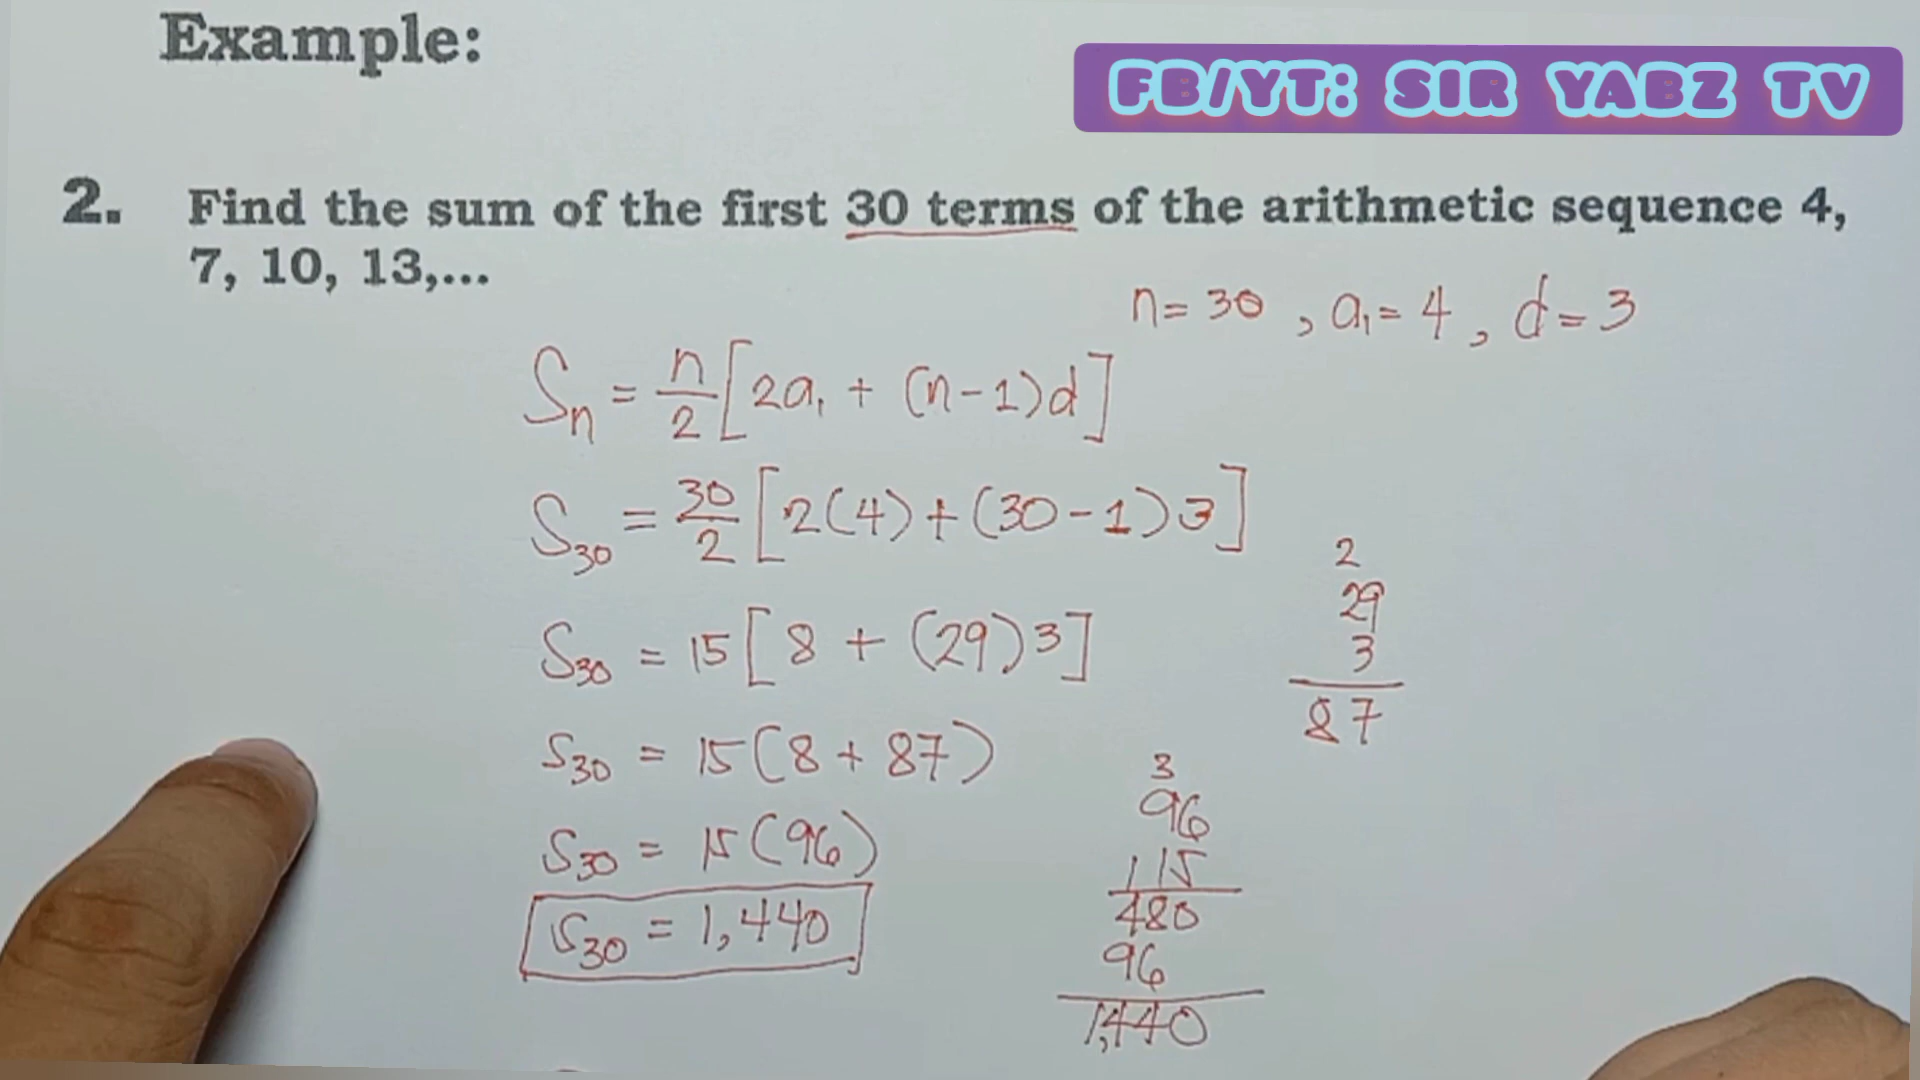 Example:
FB/YT: SIR YABZ TV
2. Find the sum of the first 30 terms of the arithmetic sequence 4,
7, 10, 13,...
n = 30 , a₁ = 4 , d = 3
Sn = n/2 [2a₁ + (n-1)d]
S30 = 30/2 [2(4) + (30-1)3]
S30 = 15[8 + (29)3]
S30 = 15(8 + 87)
S30 = 15(96)
S30 = 1,440
2
29
3
87
3
96
115
480
96
1,440